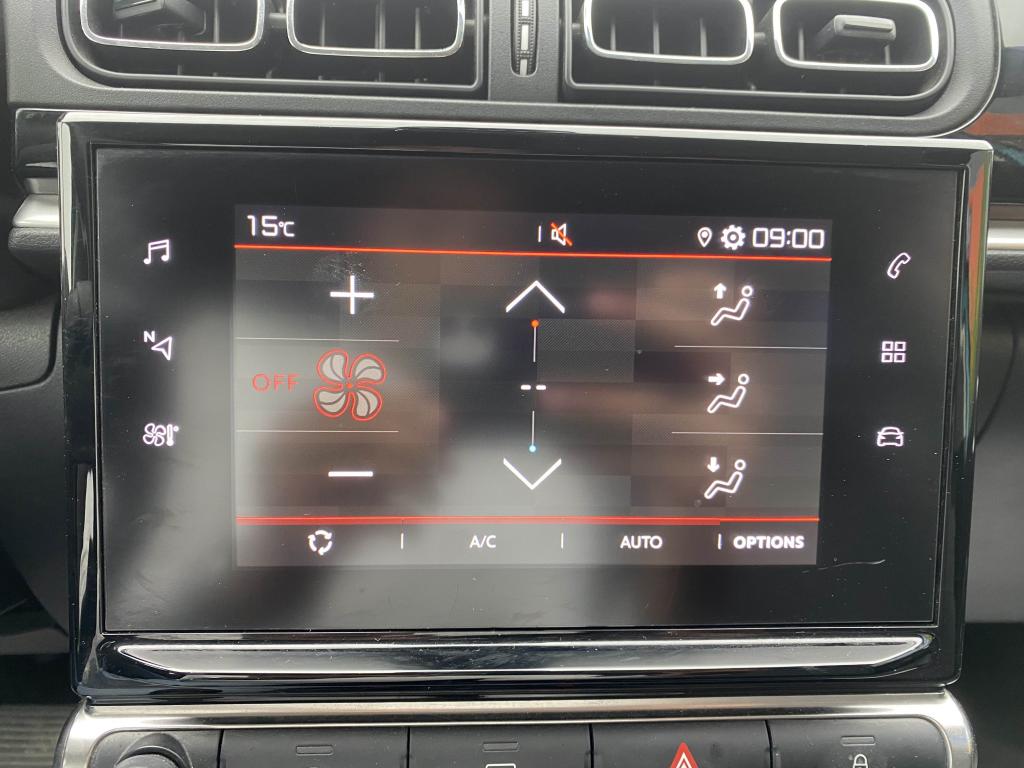 15°C
09:00
N
OFF
--
A/C
AUTO
OPTIONS